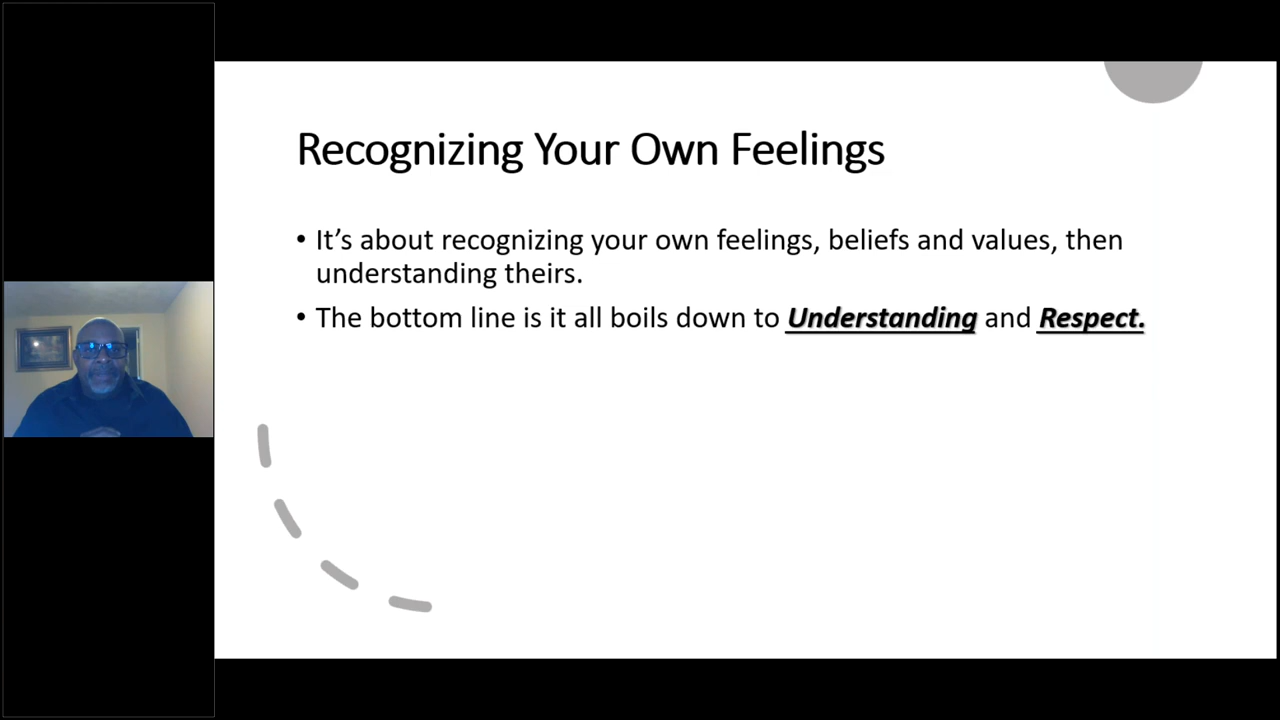 Recognizing Your Own Feelings
• It’s about recognizing your own feelings, beliefs and values, then
understanding theirs.
• The bottom line is it all boils down to Understanding and Respect.